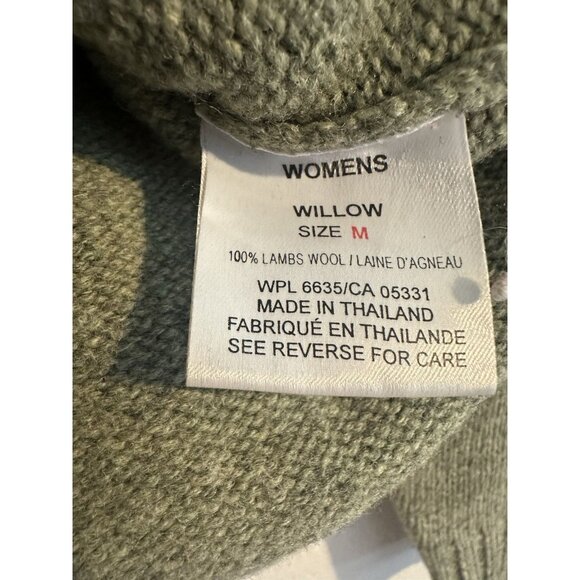 WOMENS
WILLOW
SIZE M
100% LAMBS WOOL / LAINE D'AGNEAU
WPL 6635/CA 05331
MADE IN THAILAND
FABRIQUÉ EN THAILANDE
SEE REVERSE FOR CARE